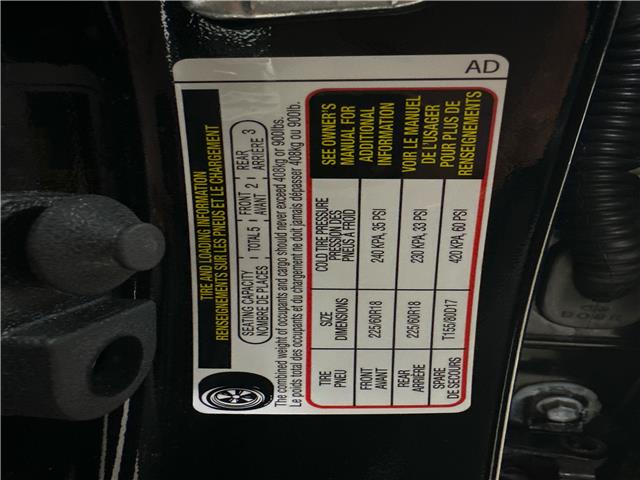 TIRE AND LOADING INFORMATION
RENSEIGNEMENTS SUR LES PNEUS ET LE CHARGEMENT
SEATING CAPACITY TOTAL 5 FRONT 2 REAR 3
NOMBRE DE PLACES AVANT ARRIÈRE
The combined weight of occupants and cargo should never exceed 408kg or 900lbs.
Le poids total des occupants et du chargement ne doit jamais dépasser 408kg ou 900lb.
TIRE SIZE COLD TIRE PRESSURE
PNEU DIMENSIONS PRESSION DES
PNEUS À FROID
FRONT 225/60R18 240 KPA, 35 PSI
AVANT
REAR 225/60R18 230 KPA, 33 PSI
ARRIÈRE
SPARE T155/80D17 420 KPA, 60 PSI
DE SECOURS
SEE OWNER'S
MANUAL FOR
ADDITIONAL
INFORMATION
VOIR LE MANUEL
DE L'USAGER
POUR PLUS DE
RENSEIGNEMENTS
AD